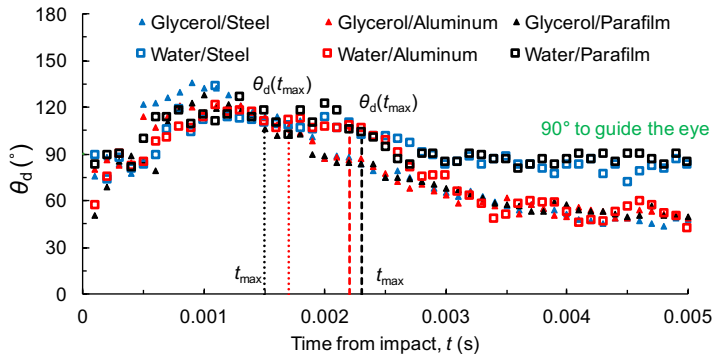 Glycerol/Steel Glycerol/Aluminum Glycerol/Parafilm
Water/Steel Water/Aluminum Water/Parafilm
180
150
120
90
60
30
0
θd (°)
θd(tmax)
θd(tmax)
90° to guide the eye
tmax
tmax
0 0.001 0.002 0.003 0.004 0.005
Time from impact, t (s)